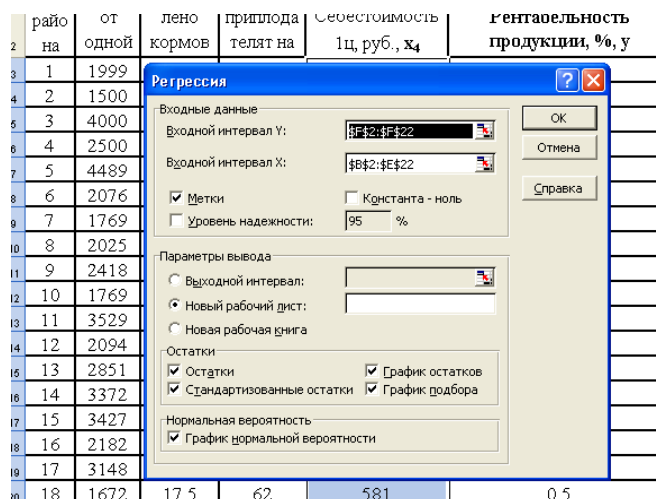 райо от лено приплода Себестоимость Рентабельность
2 на одной кормов телят на 1ц, руб., x₄ продукции, %, y
3 1 1999
4 2 1500
5 3 4000
6 4 2500
7 5 4489
8 6 2076
9 7 1769
10 8 2025
11 9 2418
12 10 1769
13 11 3529
14 12 2094
15 13 2851
16 14 3372
17 15 3427
18 16 2182
19 17 3148
20 18 1672 17.5 62 581 0.5
Регрессия
Входные данные
Входной интервал Y: $F$2:$F$22
Входной интервал X: $B$2:$E$22
Метки Константа - ноль
Уровень надежности: 95 %
OK
Отмена
Справка
Параметры вывода
Выходной интервал:
Новый рабочий лист:
Новая рабочая книга
Остатки
Остатки График остатков
Стандартизованные остатки График подбора
Нормальная вероятность
График нормальной вероятности